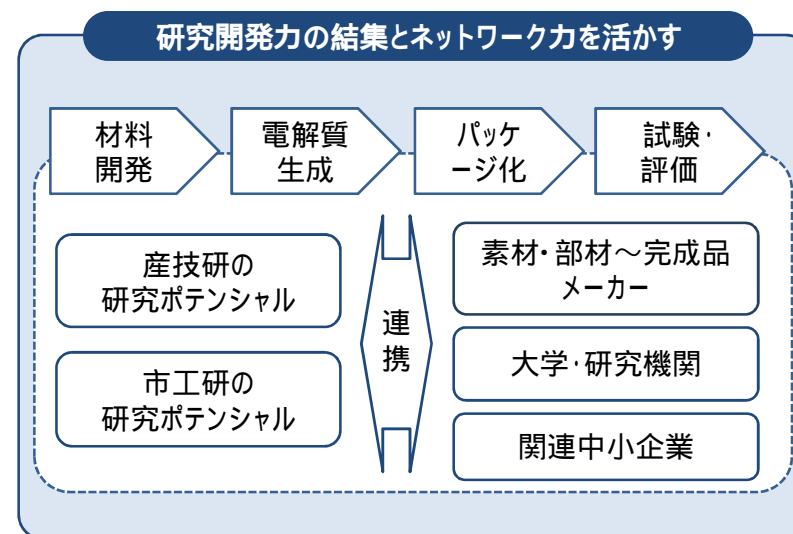 研究開発力の結集とネットワーク力を活かす
材料
開発
電解質
生成
パッケ
ージ化
試験・
評価
産技研の
研究ポテンシャル
市工研の
研究ポテンシャル
連
携
素材・部材～完成品
メーカー
大学・研究機関
関連中小企業